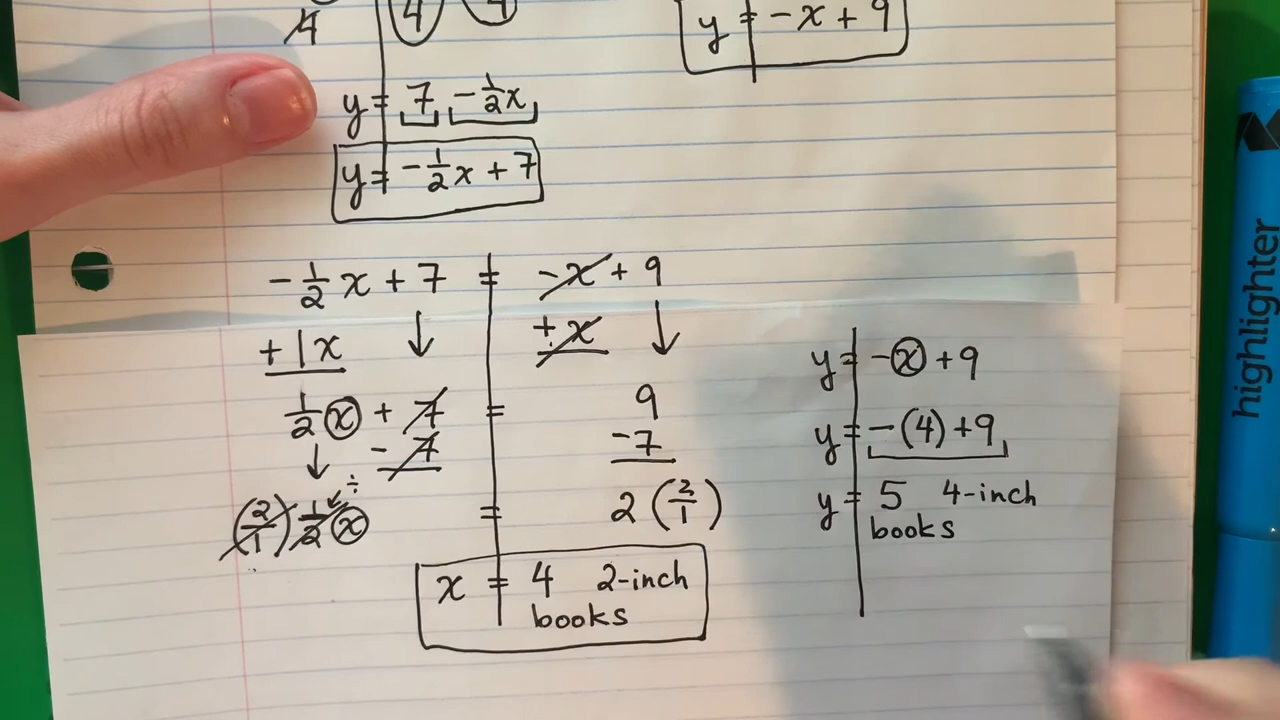 4 4 4
y = -x + 9
y = 7 -1/2x
y = -1/2x + 7
-1/2x + 7 = -x + 9
+1x ↓ +x ↓
1/2x + 7 = 9
↓ -7 -7
÷
(2/1) 1/2x = 2 (2/1)
x = 4 2-inch
books
y = -x + 9
y = -(4) + 9
y = 5 4-inch
books
highlighter